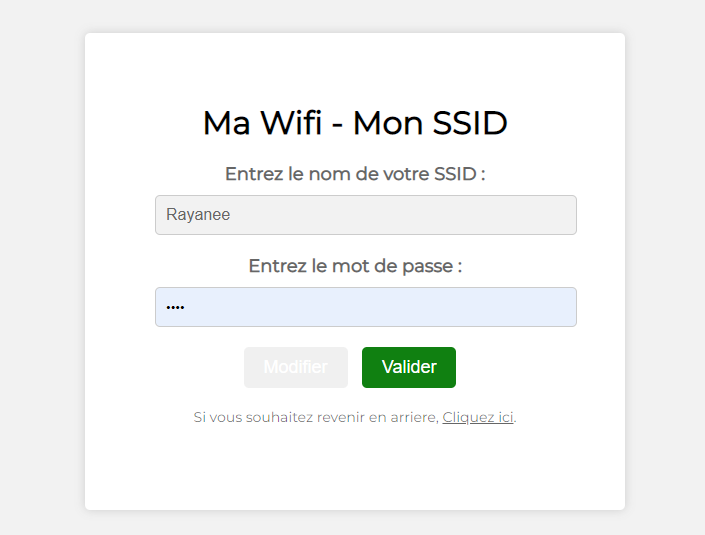 Ma Wifi - Mon SSID
Entrez le nom de votre SSID :
Rayanee
Entrez le mot de passe :
••••
Modifier Valider
Si vous souhaitez revenir en arriere, Cliquez ici.